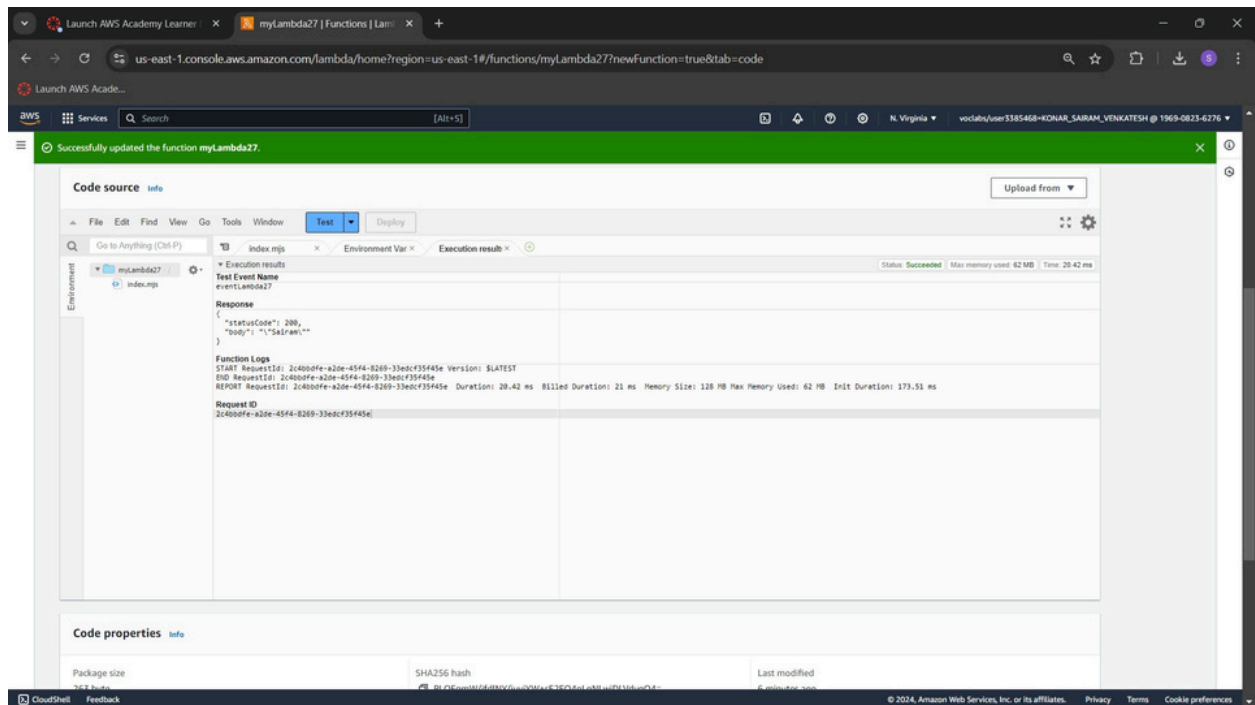 Launch AWS Academy Learner
myLambda27 | Functions | Lam
us-east-1.console.aws.amazon.com/lambda/home?region=us-east-1#/functions/myLambda27?newFunction=true&tab=code
S
Launch AWS Acade...
aws
Services
Search
[Alt+S]
N. Virginia
voclabs/user3385468=KONAR_SAIRAM_VENKATESH @ 1969-0823-6276
Successfully updated the function myLambda27.
Code source Info
Upload from
File Edit Find View Go Tools Window
Test
Deploy
Go to Anything (Ctrl-P)
index.mjs
Environment Var
Execution result
Environment
myLambda27
index.mjs
Execution results
Status: Succeeded Max memory used: 62 MB Time: 20.42 ms
Test Event Name
eventLambda27
Response
{
"statusCode": 200,
"body": "\"Sairam\""
}
Function Logs
START RequestId: 2c4bbdfe-a2de-45f4-8269-33edcf35f45e Version: $LATEST
END RequestId: 2c4bbdfe-a2de-45f4-8269-33edcf35f45e
REPORT RequestId: 2c4bbdfe-a2de-45f4-8269-33edcf35f45e Duration: 20.42 ms Billed Duration: 21 ms Memory Size: 128 MB Max Memory Used: 62 MB Init Duration: 173.51 ms
Request ID
2c4bbdfe-a2de-45f4-8269-33edcf35f45e
Code properties Info
Package size
SHA256 hash
Last modified
263 byte
6 minutes ago
CloudShell Feedback
© 2024, Amazon Web Services, Inc. or its affiliates. Privacy Terms Cookie preferences